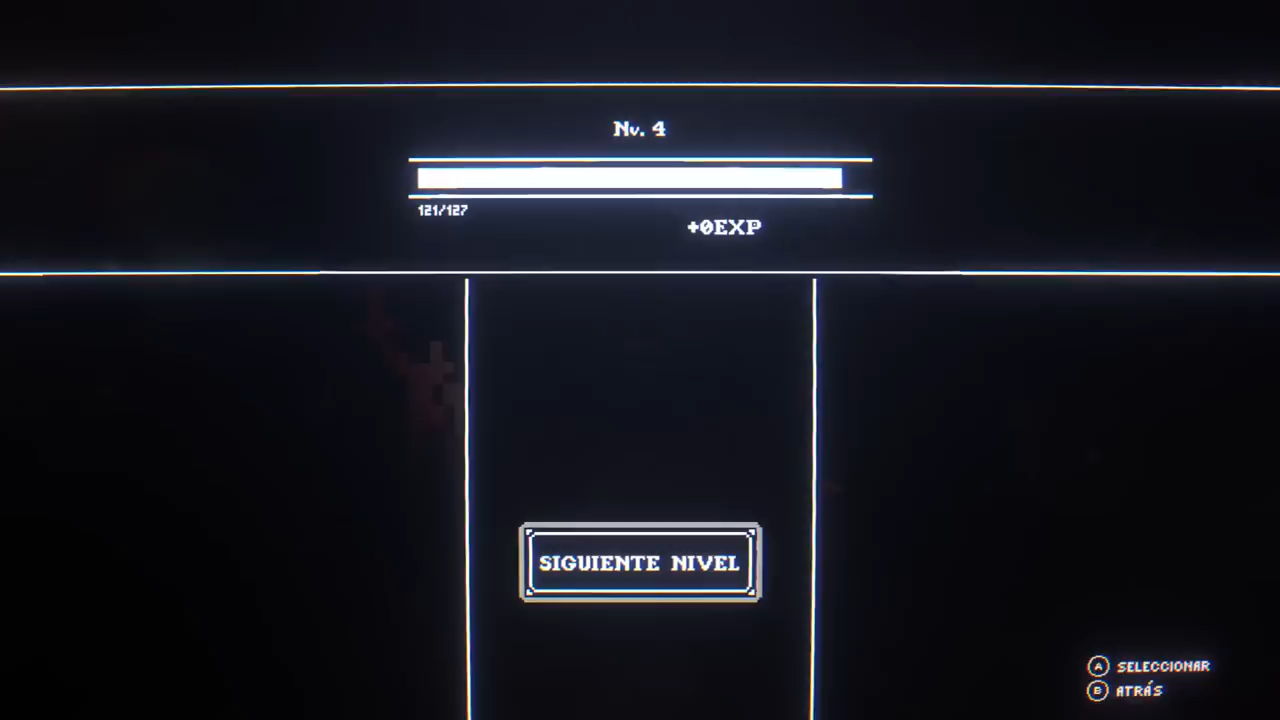 Nv. 4
121/127
+0EXP
SIGUIENTE NIVEL
A SELECCIONAR
B ATRÁS